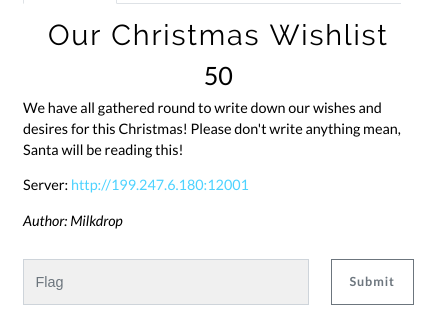 Our Christmas Wishlist
50
We have all gathered round to write down our wishes and
desires for this Christmas! Please don't write anything mean,
Santa will be reading this!
Server: http://199.247.6.180:12001
Author: Milkdrop
Flag
Submit